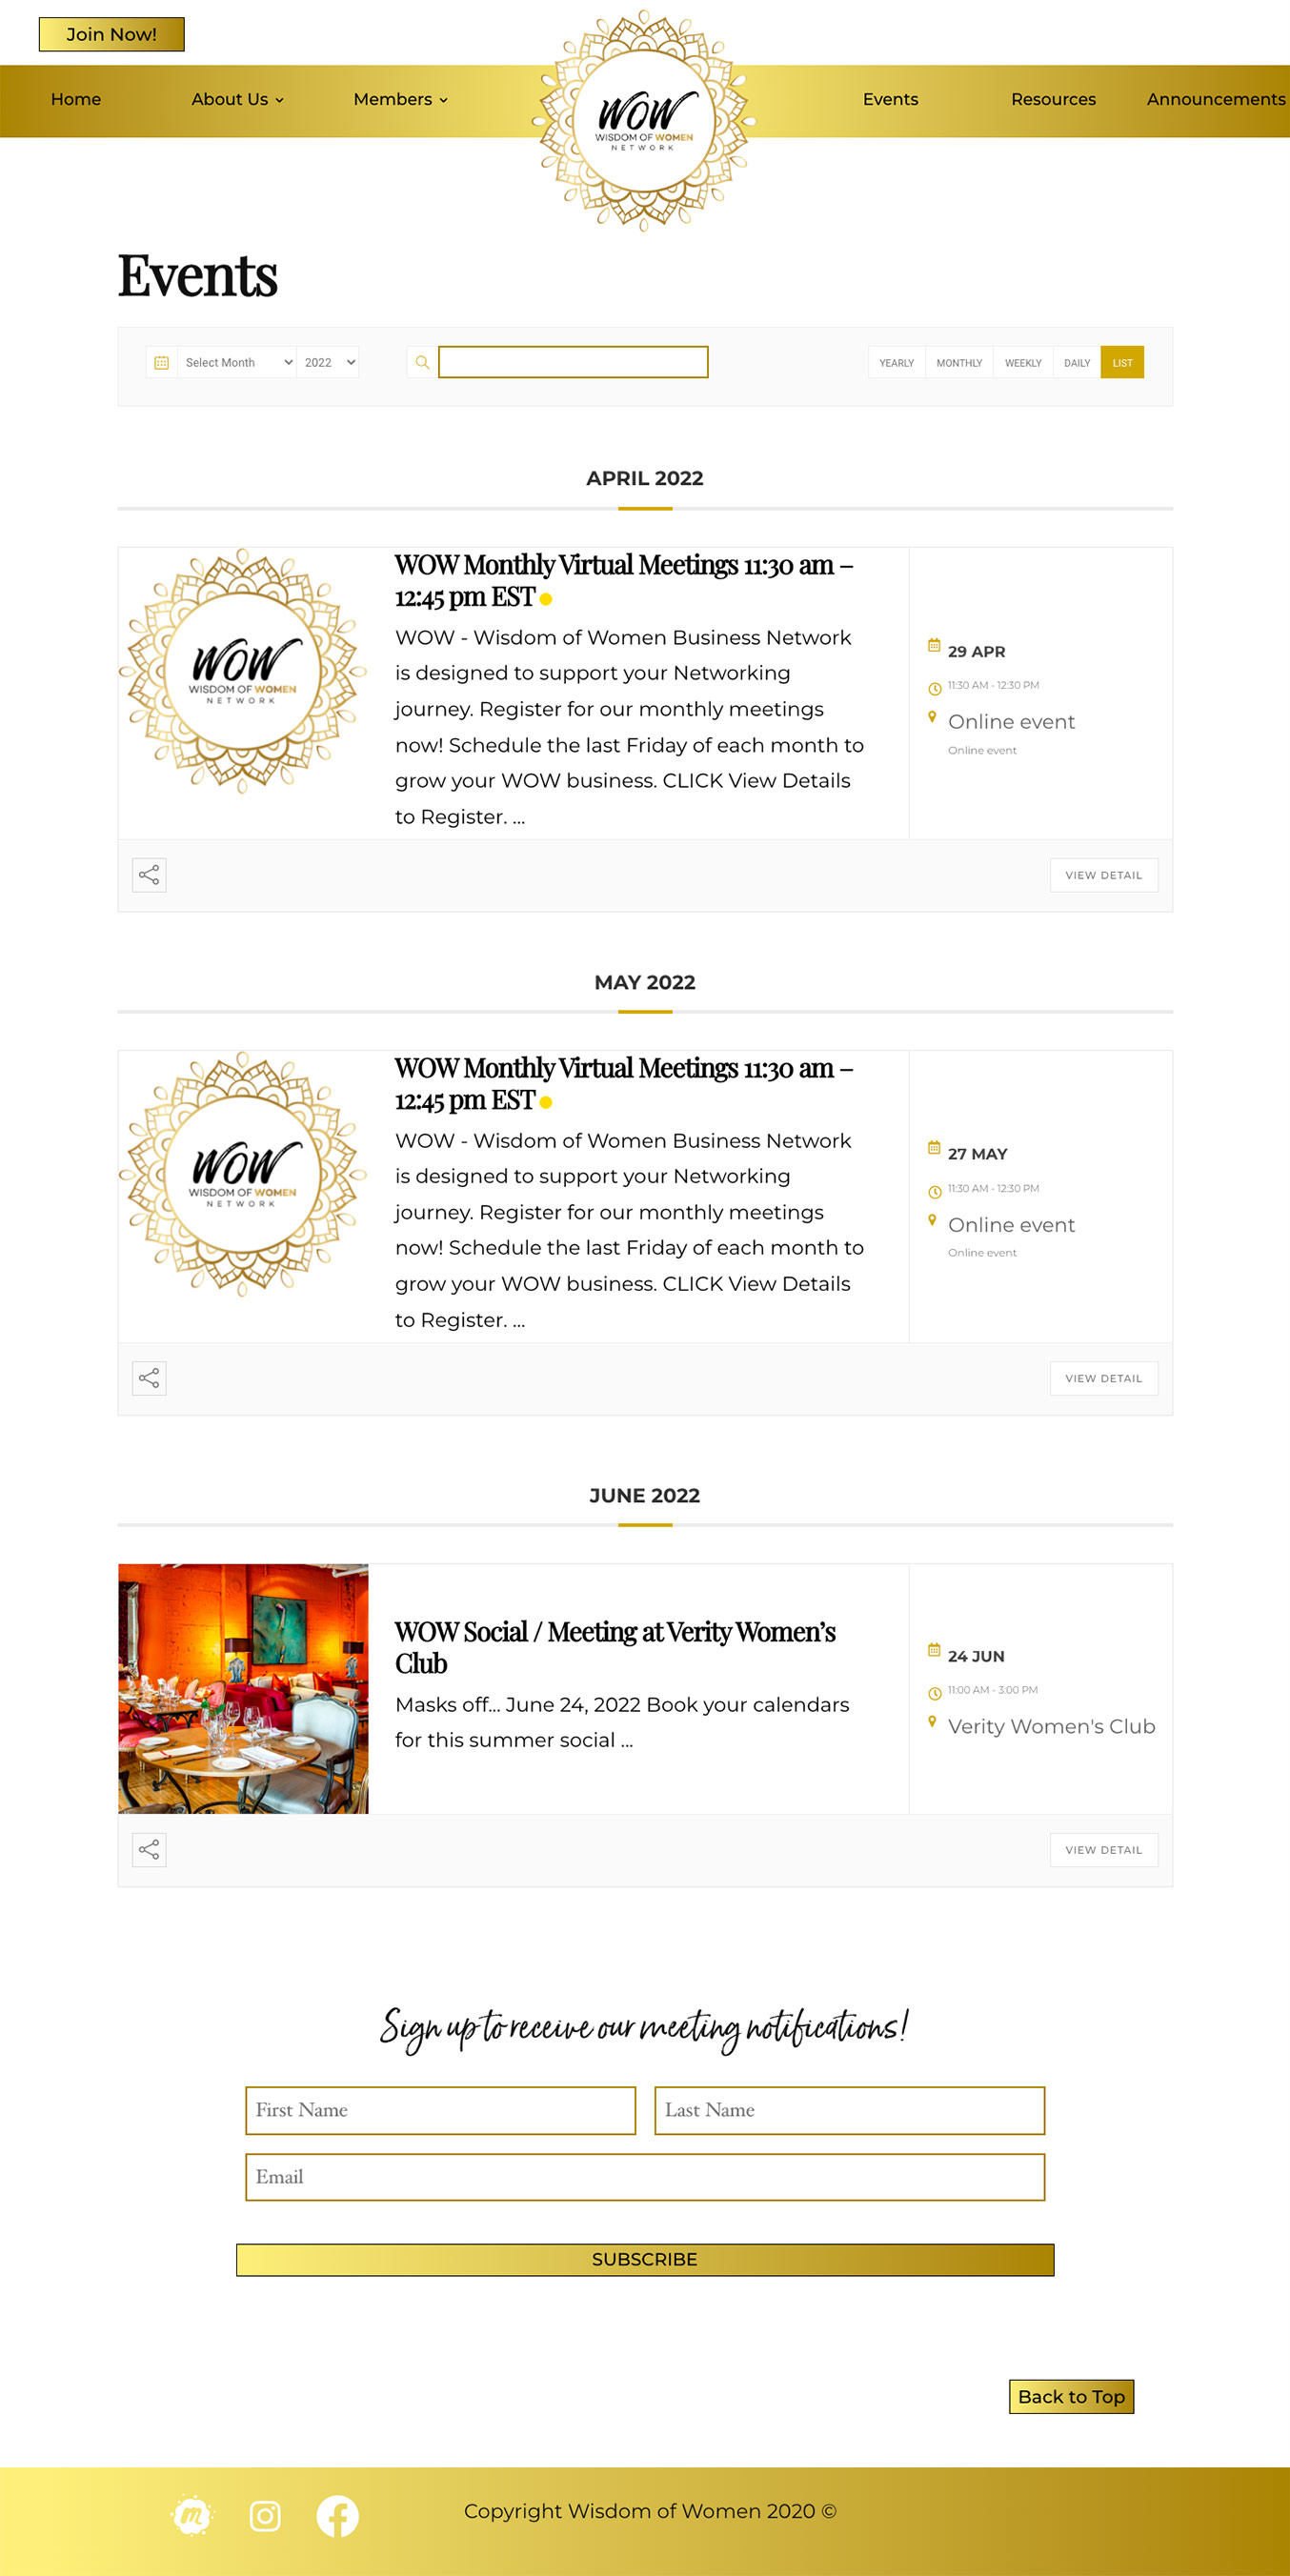 Join Now!
Home
About Us
Members
WOW
WISDOM OF WOMEN
NETWORK
Events
Resources
Announcements
Events
Select Month
2022
YEARLY
MONTHLY
WEEKLY
DAILY
LIST
APRIL 2022
WOW
WISDOM OF WOMEN
NETWORK
WOW Monthly Virtual Meetings 11:30 am –
12:45 pm EST
WOW - Wisdom of Women Business Network
is designed to support your Networking
journey. Register for our monthly meetings
now! Schedule the last Friday of each month to
grow your WOW business. CLICK View Details
to Register. ...
29 APR
11:30 AM - 12:30 PM
Online event
Online event
VIEW DETAIL
MAY 2022
WOW
WISDOM OF WOMEN
NETWORK
WOW Monthly Virtual Meetings 11:30 am –
12:45 pm EST
WOW - Wisdom of Women Business Network
is designed to support your Networking
journey. Register for our monthly meetings
now! Schedule the last Friday of each month to
grow your WOW business. CLICK View Details
to Register. ...
27 MAY
11:30 AM - 12:30 PM
Online event
Online event
VIEW DETAIL
JUNE 2022
WOW Social / Meeting at Verity Women’s
Club
Masks off... June 24, 2022 Book your calendars
for this summer social ...
24 JUN
11:00 AM - 3:00 PM
Verity Women's Club
VIEW DETAIL
Sign up to receive our meeting notifications!
First Name
Last Name
Email
SUBSCRIBE
Back to Top
m
Copyright Wisdom of Women 2020 ©